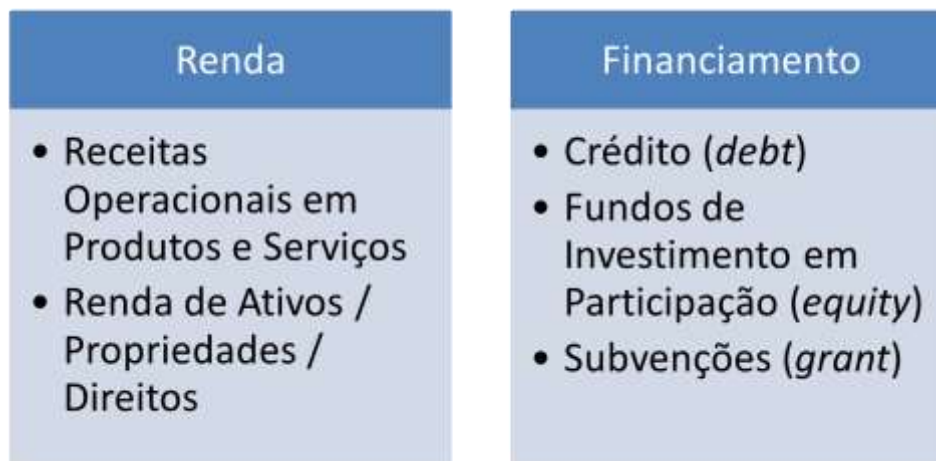 Renda
• Receitas
Operacionais em
Produtos e Serviços
• Renda de Ativos /
Propriedades /
Direitos
Financiamento
• Crédito (debt)
• Fundos de
Investimento em
Participação (equity)
• Subvenções (grant)